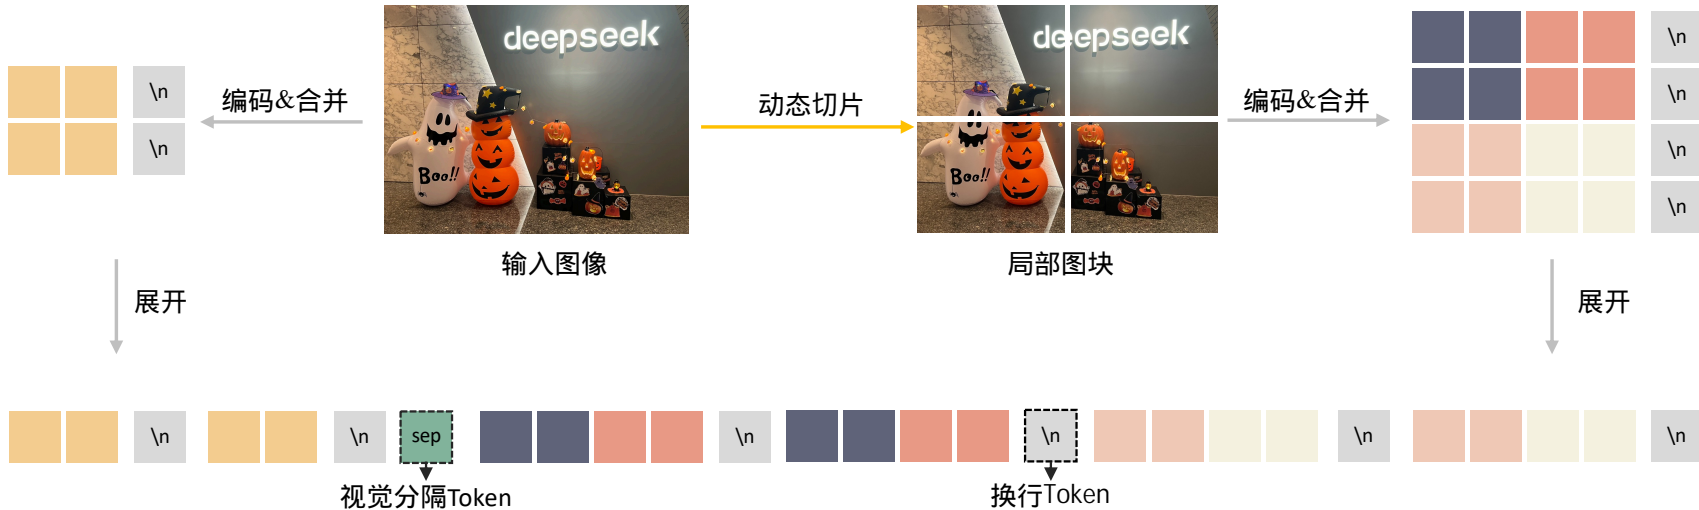 deepseek
Boo!!
deepseek
Boo!!
\n
\n
编码&合并
动态切片
编码&合并
\n
\n
\n
\n
输入图像
局部图块
展开
展开
\n
\n
sep
\n
\n
\n
\n
视觉分隔Token
换行Token